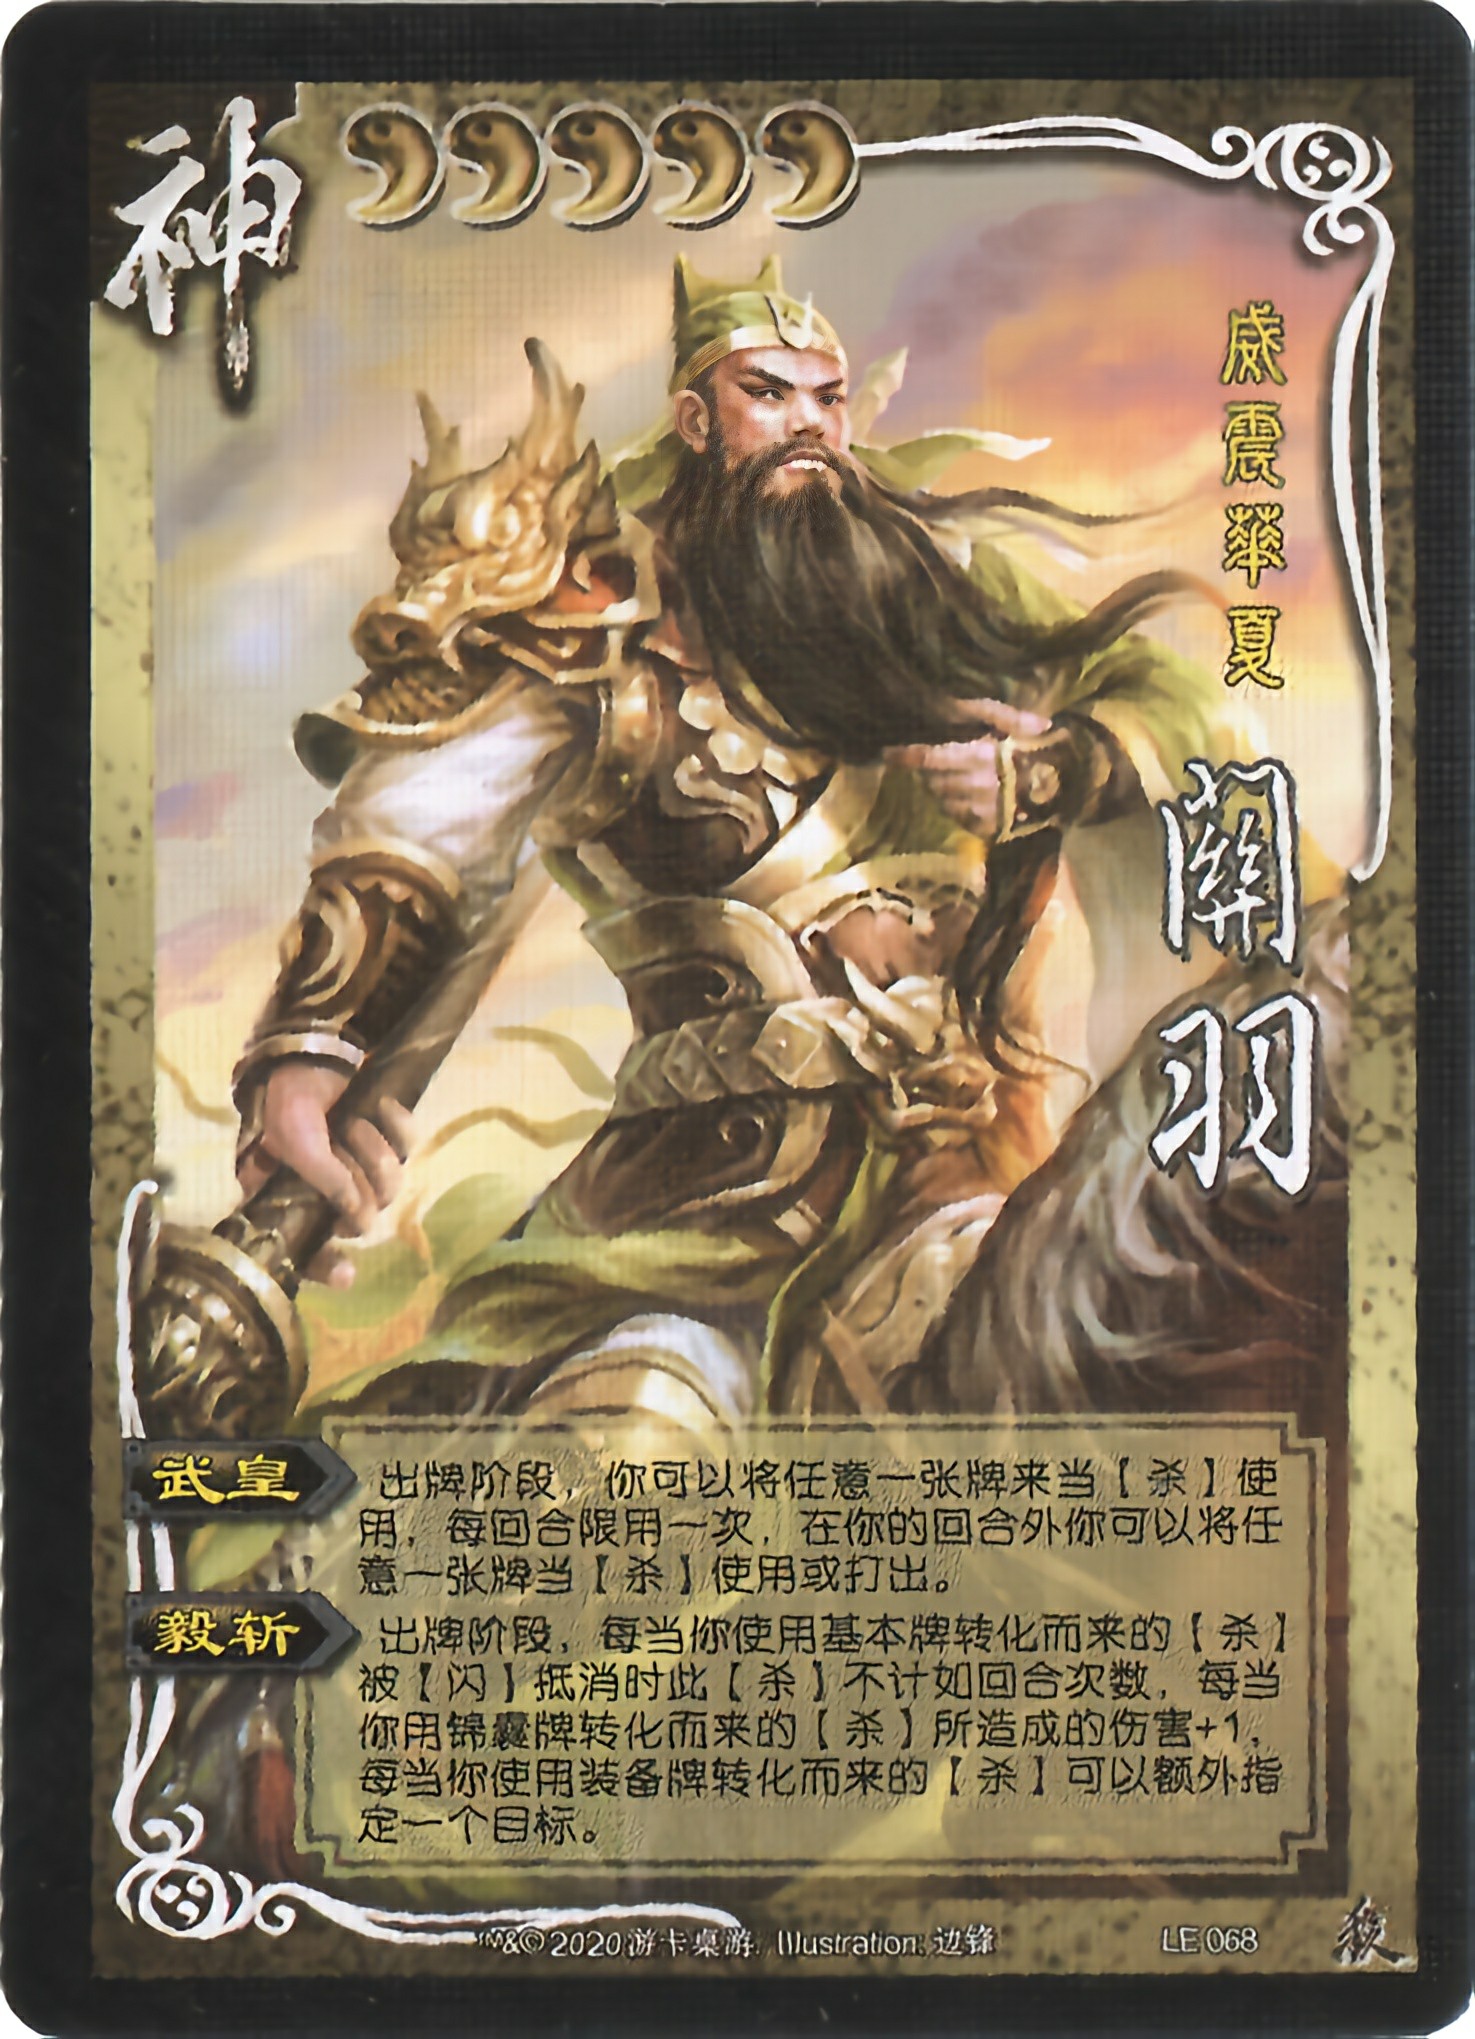 神
威震華夏
關羽
武皇
出牌阶段，你可以将任意一张牌来当【杀】使
用，每回合限用一次，在你的回合外你可以将任
意一张牌当【杀】使用或打出。
毅斩
出牌阶段，每当你使用基本牌转化而来的【杀】
被【闪】抵消时此【杀】不计如回合次数，每当
你用锦囊牌转化而来的【杀】所造成的伤害+1，
每当你使用装备牌转化而来的【杀】可以额外指
定一个目标。
™&©2020游卡桌游. Illustration: 边锋
LE 068